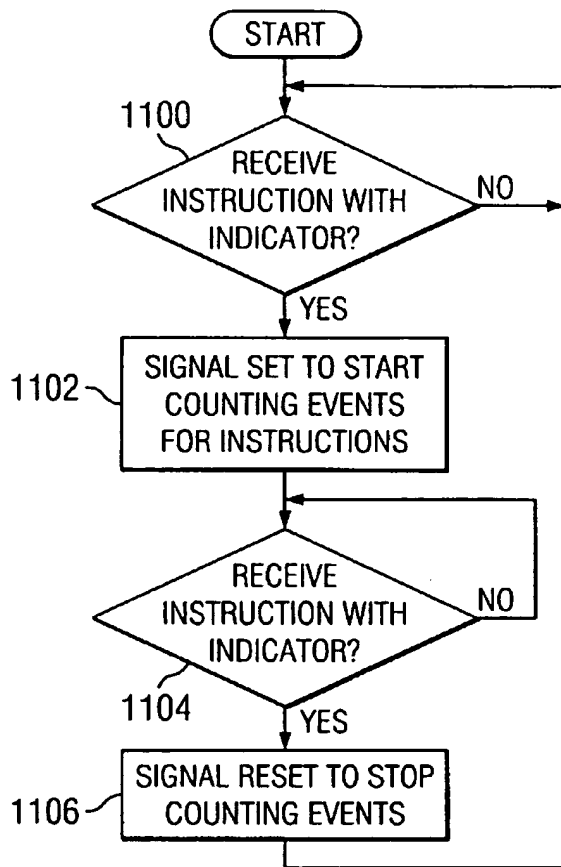 START
1100
RECEIVE
INSTRUCTION WITH
INDICATOR?
NO
YES
1102
SIGNAL SET TO START
COUNTING EVENTS
FOR INSTRUCTIONS
RECEIVE
INSTRUCTION WITH
INDICATOR?
NO
1104
YES
1106
SIGNAL RESET TO STOP
COUNTING EVENTS